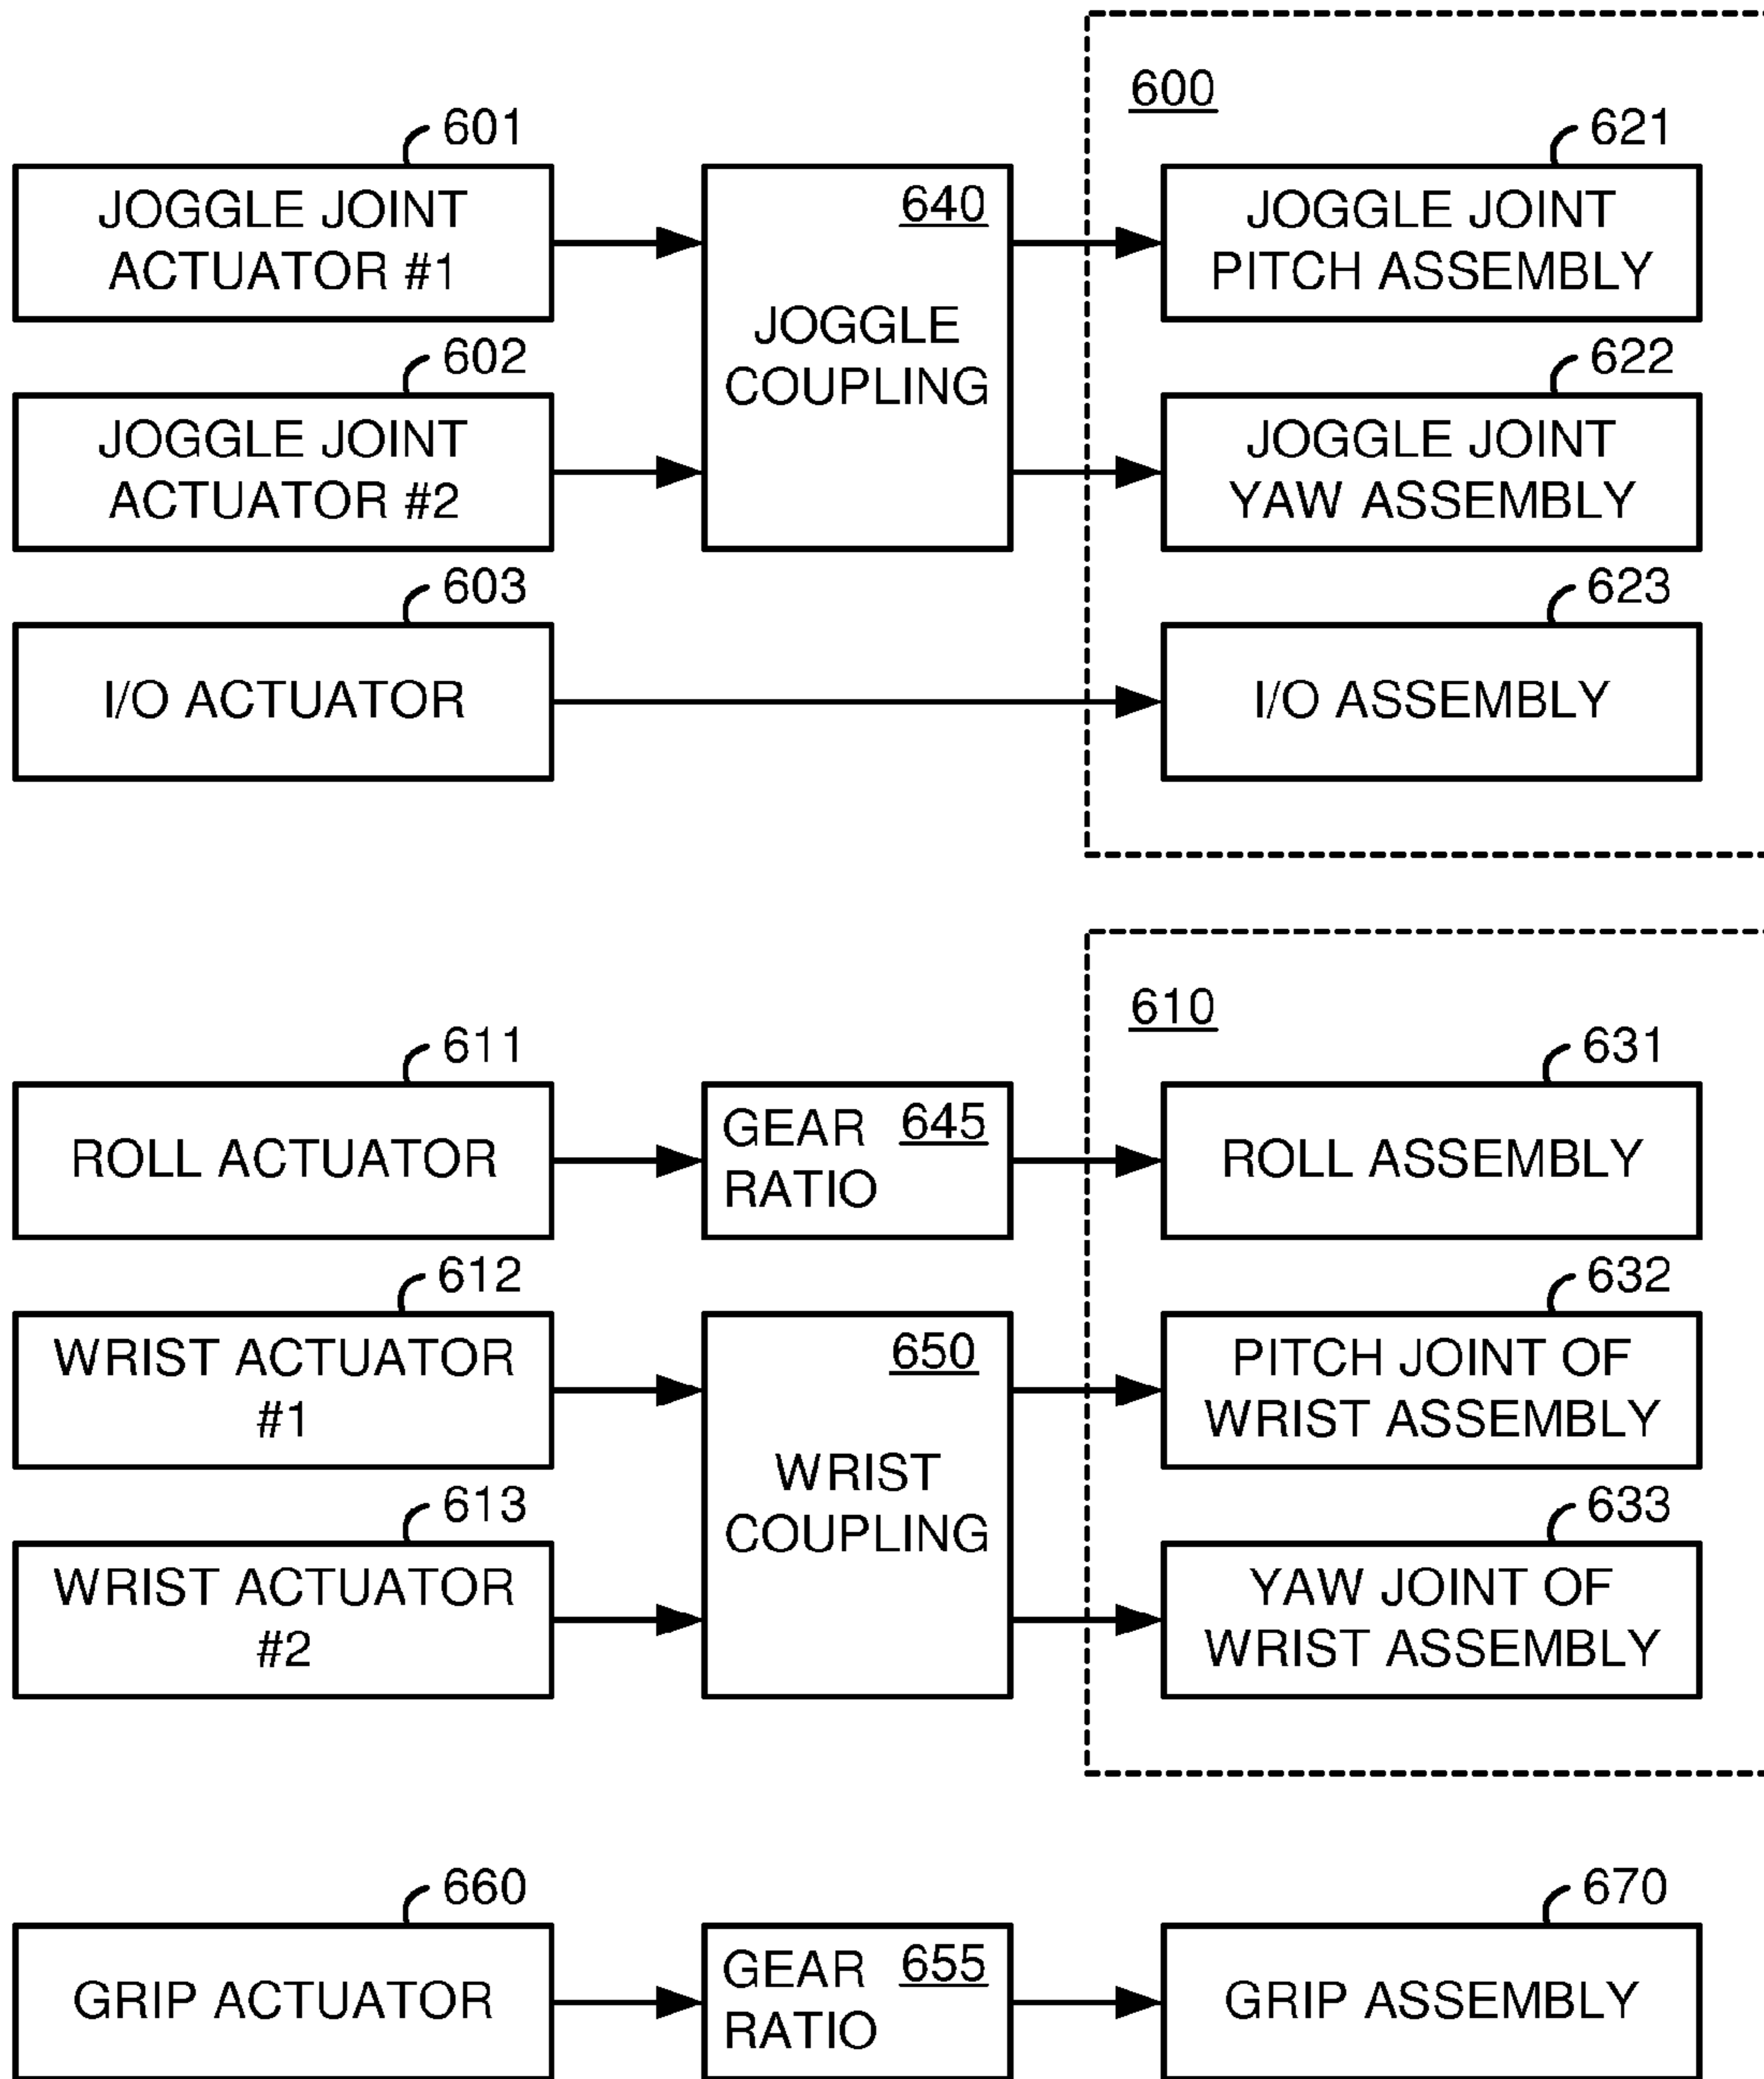 600
601
621
JOGGLE JOINT
ACTUATOR #1
640
JOGGLE
COUPLING
JOGGLE JOINT
PITCH ASSEMBLY
602
622
JOGGLE JOINT
ACTUATOR #2
JOGGLE JOINT
YAW ASSEMBLY
603
623
I/O ACTUATOR
I/O ASSEMBLY
610
611
631
ROLL ACTUATOR
GEAR 645
RATIO
ROLL ASSEMBLY
612
632
WRIST ACTUATOR
#1
650
WRIST
COUPLING
PITCH JOINT OF
WRIST ASSEMBLY
613
633
WRIST ACTUATOR
#2
YAW JOINT OF
WRIST ASSEMBLY
660
670
GRIP ACTUATOR
GEAR 655
RATIO
GRIP ASSEMBLY